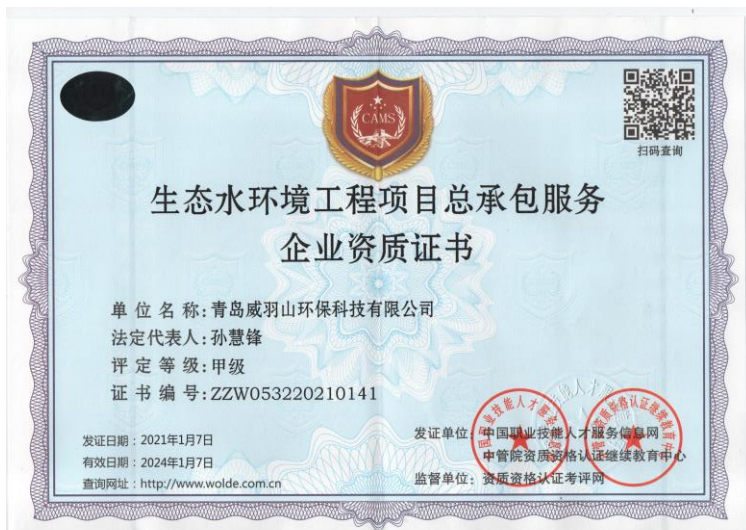 CAMS
扫码查询
生态水环境工程项目总承包服务
企业资质证书
单位名称:青岛威羽山环保科技有限公司
法定代表人:孙慧锋
评定等级:甲级
证书编号:ZZW053220210141
发证日期:2021年1月7日
有效日期:2024年1月7日
查询网址:http://www.wolde.com.cn
发证单位:中国职业技能人才服务信息网
中管院资质资格认证继续教育中心
监督单位:资质资格认证考评网